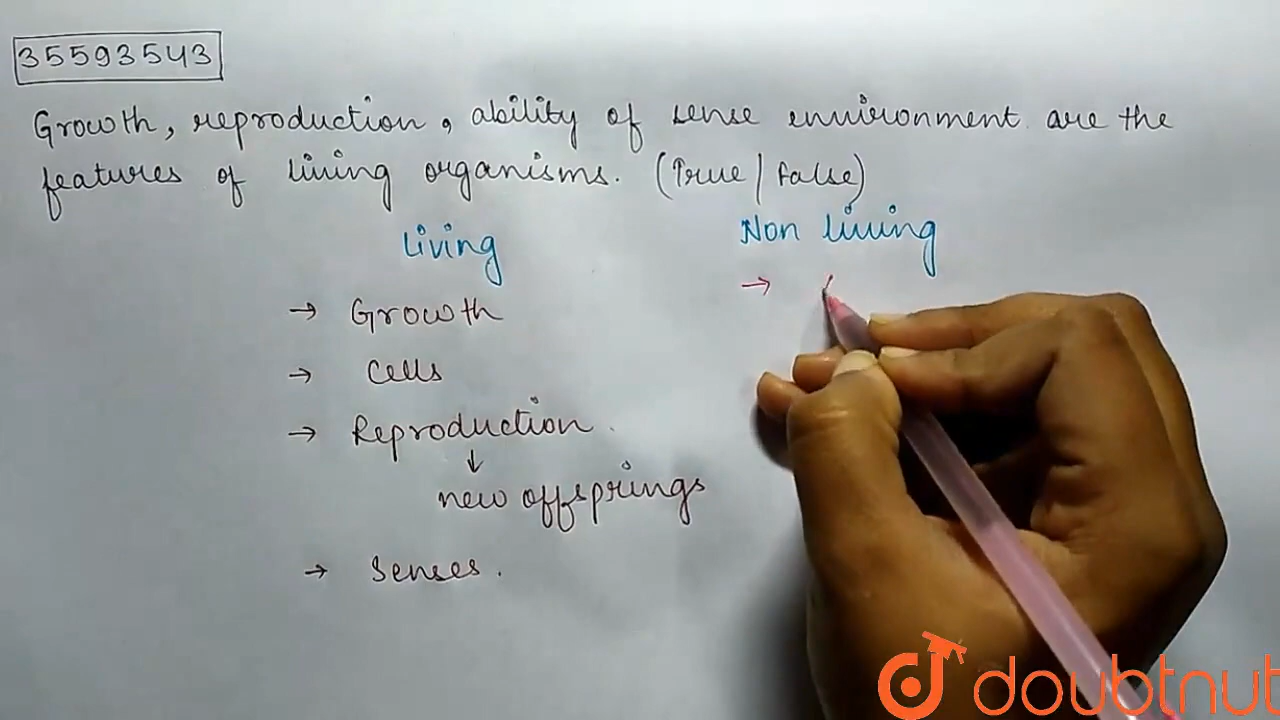 35593543
Growth, reproduction, ability of sense environment are the
features of living organisms. (True/False)
Living
Non living
→ Growth
→
→ Cells
→ Reproduction.
↓
new offsprings
→ Senses.
doubtnut